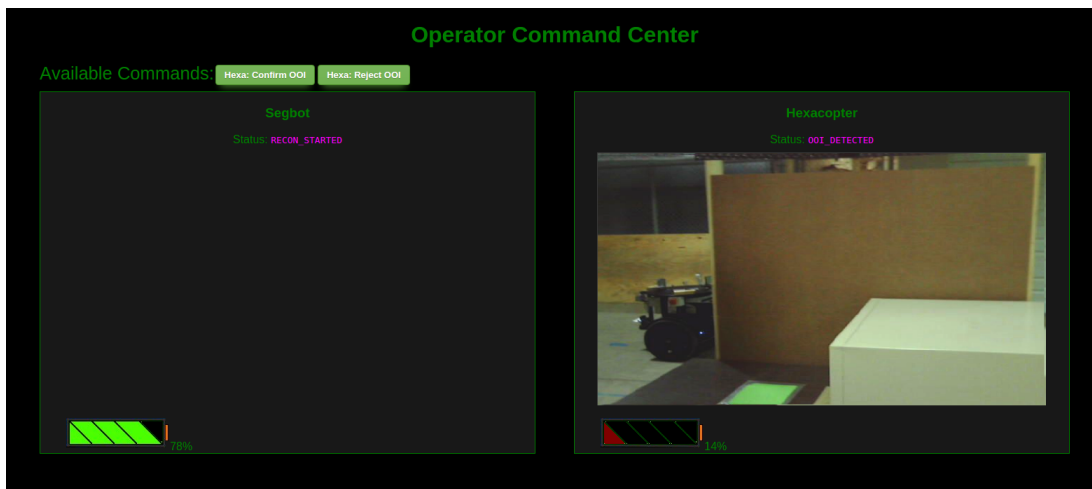 Operator Command Center
Available Commands: Hexa: Confirm OOI Hexa: Reject OOI
Segbot
Status: RECON_STARTED
78%
Hexacopter
Status: OOI_DETECTED
14%